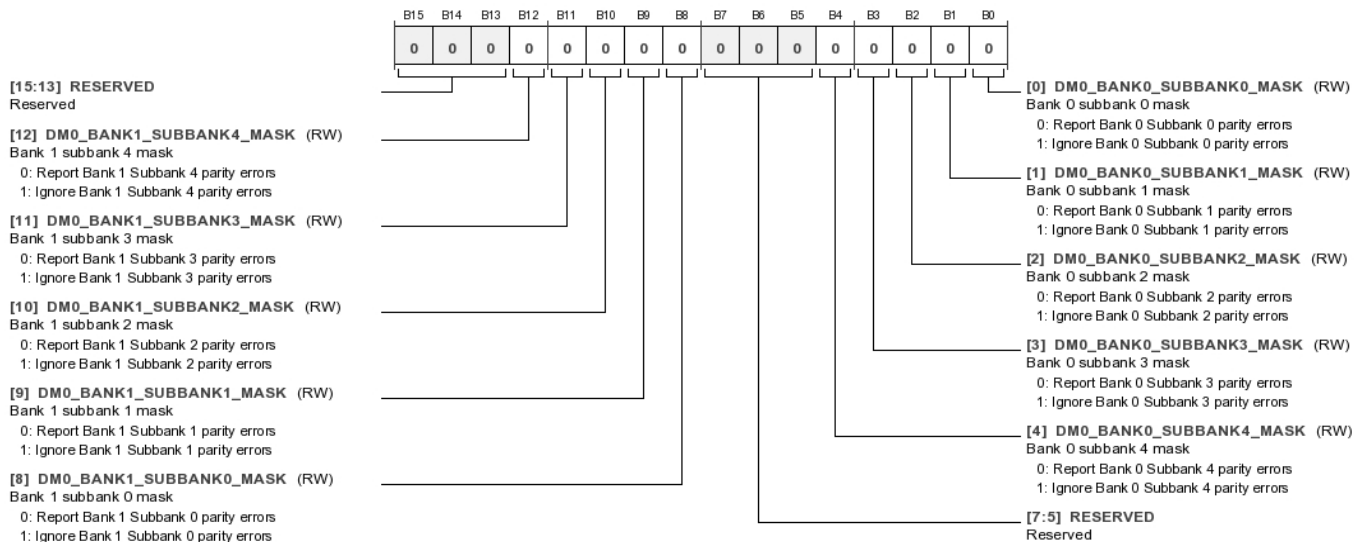 B15 B14 B13 B12 B11 B10 B9 B8 B7 B6 B5 B4 B3 B2 B1 B0
0 0 0 0 0 0 0 0 0 0 0 0 0 0 0 0
[15:13] RESERVED
Reserved
[12] DM0_BANK1_SUBBANK4_MASK (RW)
Bank 1 subbank 4 mask
0: Report Bank 1 Subbank 4 parity errors
1: Ignore Bank 1 Subbank 4 parity errors
[11] DM0_BANK1_SUBBANK3_MASK (RW)
Bank 1 subbank 3 mask
0: Report Bank 1 Subbank 3 parity errors
1: Ignore Bank 1 Subbank 3 parity errors
[10] DM0_BANK1_SUBBANK2_MASK (RW)
Bank 1 subbank 2 mask
0: Report Bank 1 Subbank 2 parity errors
1: Ignore Bank 1 Subbank 2 parity errors
[9] DM0_BANK1_SUBBANK1_MASK (RW)
Bank 1 subbank 1 mask
0: Report Bank 1 Subbank 1 parity errors
1: Ignore Bank 1 Subbank 1 parity errors
[8] DM0_BANK1_SUBBANK0_MASK (RW)
Bank 1 subbank 0 mask
0: Report Bank 1 Subbank 0 parity errors
1: Ignore Bank 1 Subbank 0 parity errors
[0] DM0_BANK0_SUBBANK0_MASK (RW)
Bank 0 subbank 0 mask
0: Report Bank 0 Subbank 0 parity errors
1: Ignore Bank 0 Subbank 0 parity errors
[1] DM0_BANK0_SUBBANK1_MASK (RW)
Bank 0 subbank 1 mask
0: Report Bank 0 Subbank 1 parity errors
1: Ignore Bank 0 Subbank 1 parity errors
[2] DM0_BANK0_SUBBANK2_MASK (RW)
Bank 0 subbank 2 mask
0: Report Bank 0 Subbank 2 parity errors
1: Ignore Bank 0 Subbank 2 parity errors
[3] DM0_BANK0_SUBBANK3_MASK (RW)
Bank 0 subbank 3 mask
0: Report Bank 0 Subbank 3 parity errors
1: Ignore Bank 0 Subbank 3 parity errors
[4] DM0_BANK0_SUBBANK4_MASK (RW)
Bank 0 subbank 4 mask
0: Report Bank 0 Subbank 4 parity errors
1: Ignore Bank 0 Subbank 4 parity errors
[7:5] RESERVED
Reserved